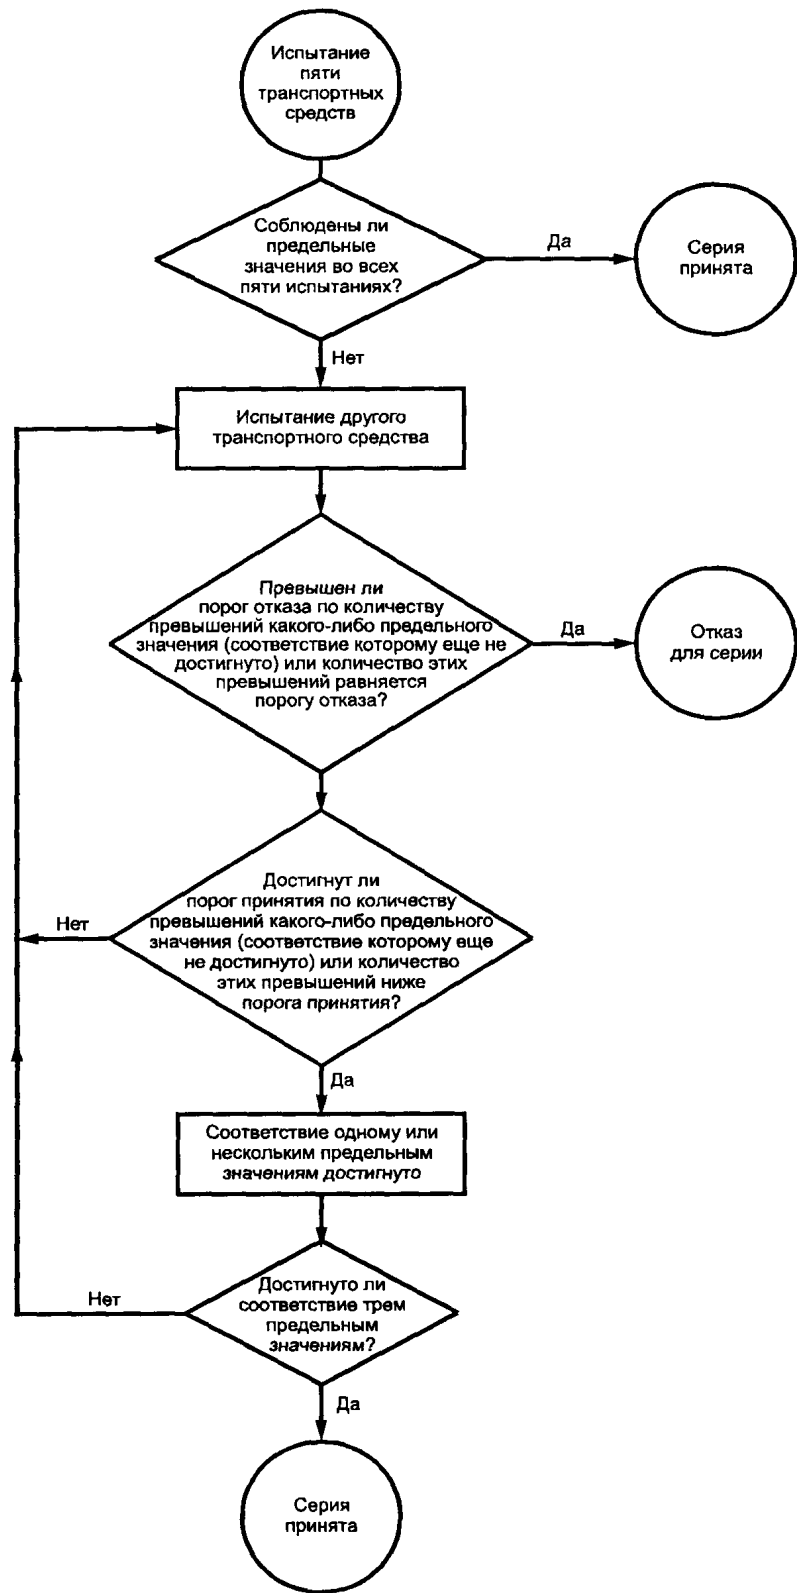 Испытание
пяти
транспортных
средств
Соблюдены ли
предельные
значения во всех
пяти испытаниях?
Да
Серия
принята
Нет
Испытание другого
транспортного средства
Превышен ли
порог отказа по количеству
превышений какого-либо предельного
значения (соответствие которому еще не
достигнуто) или количество этих
превышений равняется
порогу отказа?
Да
Отказ
для серии
Достигнут ли
порог принятия по количеству
превышений какого-либо предельного
значения (соответствие которому еще
не достигнуто) или количество
этих превышений ниже
порога принятия?
Нет
Да
Соответствие одному или
нескольким предельным
значениям достигнуто
Достигнуто ли
соответствие трем
предельным
значениям?
Нет
Да
Серия
принята